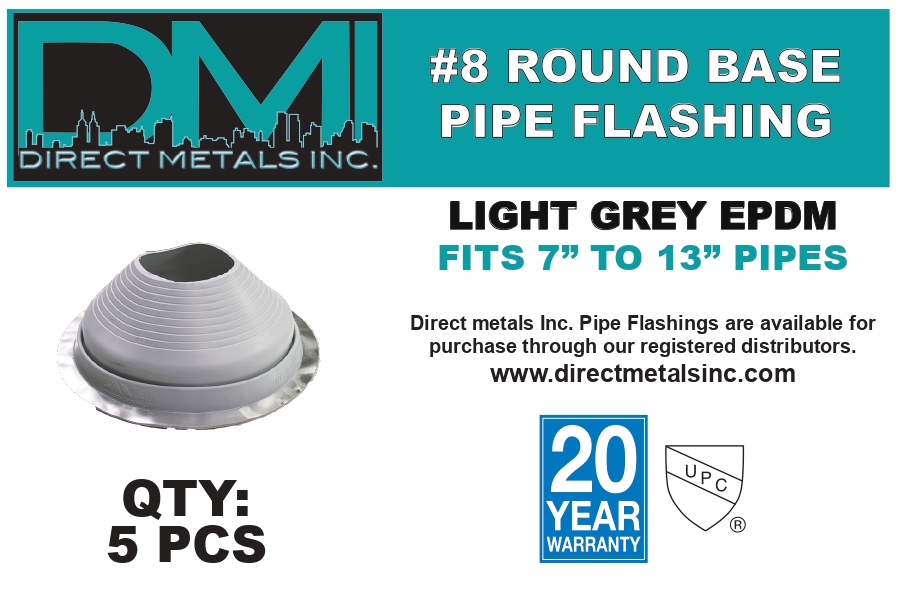 DMI
DIRECT METALS INC.
#8 ROUND BASE
PIPE FLASHING
LIGHT GREY EPDM
FITS 7” TO 13” PIPES
Direct metals Inc. Pipe Flashings are available for
purchase through our registered distributors.
www.directmetalsinc.com
QTY:
5 PCS
20
YEAR
WARRANTY
UPC
®